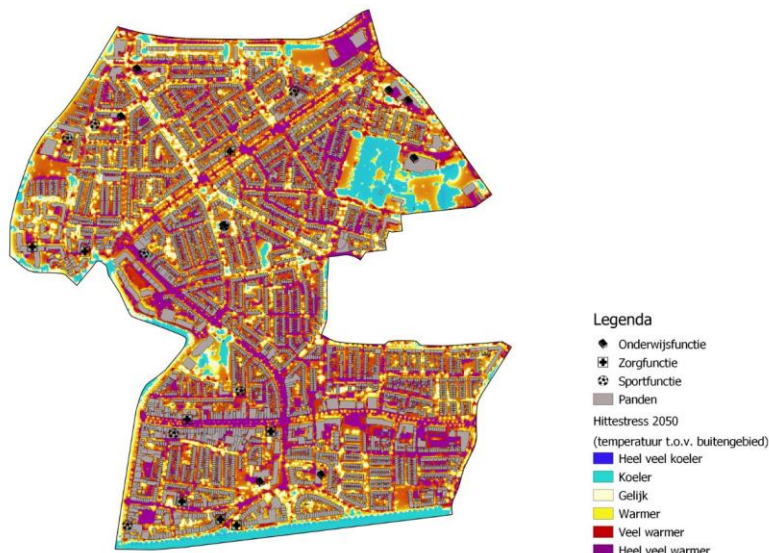 Legenda
Onderwijsfunctie
Zorgfunctie
Sportfunctie
Panden
Hittestress 2050
(temperatuur t.o.v. buitengebied)
Heel veel koeler
Koeler
Gelijk
Warmer
Veel warmer
Heel veel warmer